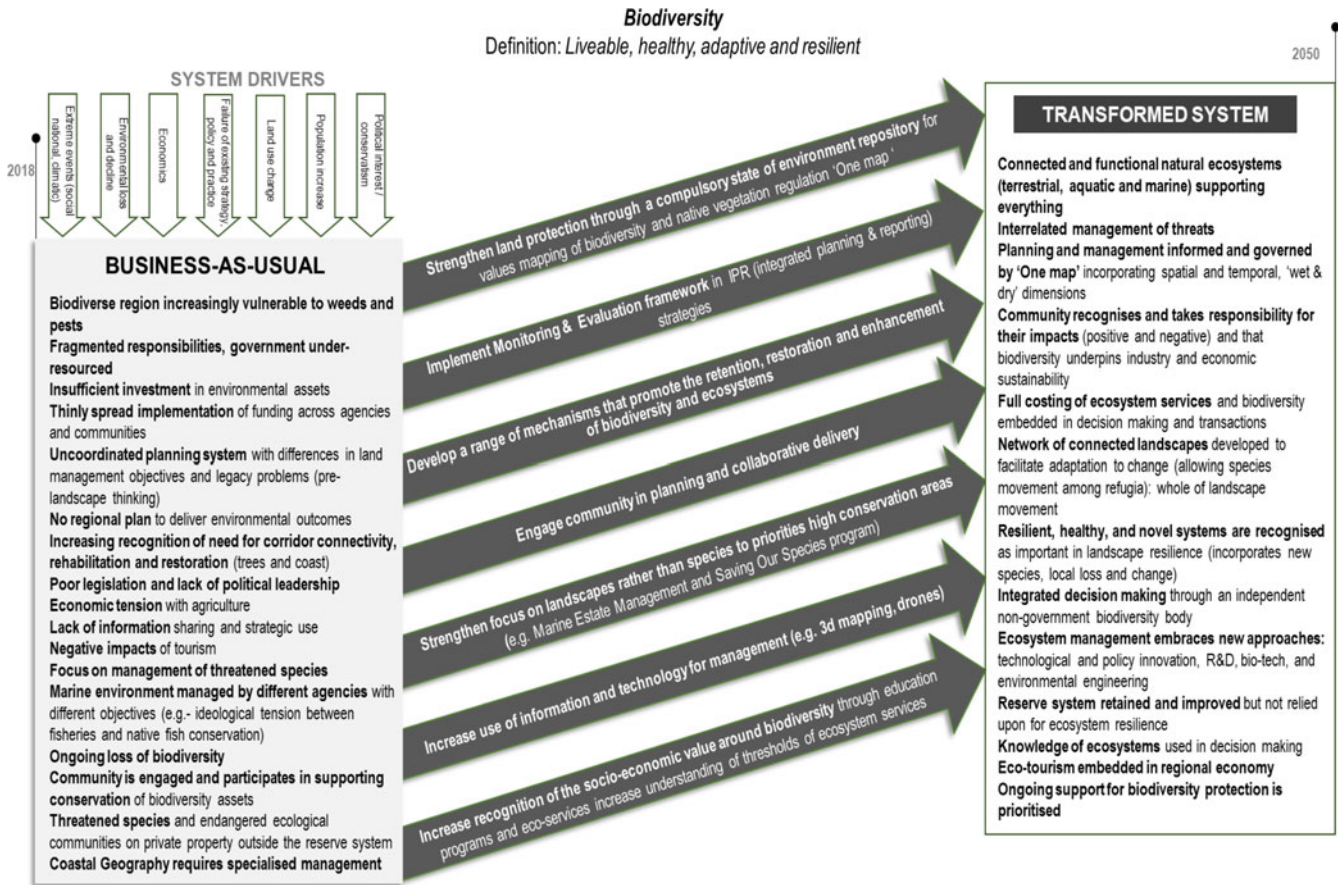 Biodiversity
Definition: Liveable, healthy, adaptive and resilient
2050
SYSTEM DRIVERS
2018
Extreme events (social
national, climatic)
Environmental loss
and decline
Economics
Failure of existing strategy,
policy and practice
Land use change
Population increase
Political interest /
conservatism
BUSINESS-AS-USUAL
Biodiverse region increasingly vulnerable to weeds and
pests
Fragmented responsibilities, government under-
resourced
Insufficient investment in environmental assets
Thinly spread implementation of funding across agencies
and communities
Uncoordinated planning system with differences in land
management objectives and legacy problems (pre-
landscape thinking)
No regional plan to deliver environmental outcomes
Increasing recognition of need for corridor connectivity,
rehabilitation and restoration (trees and coast)
Poor legislation and lack of political leadership
Economic tension with agriculture
Lack of information sharing and strategic use
Negative impacts of tourism
Focus on management of threatened species
Marine environment managed by different agencies with
different objectives (e.g.- ideological tension between
fisheries and native fish conservation)
Ongoing loss of biodiversity
Community is engaged and participates in supporting
conservation of biodiversity assets
Threatened species and endangered ecological
communities on private property outside the reserve system
Coastal Geography requires specialised management
Strengthen land protection through a compulsory state of environment repository for
values mapping of biodiversity and native vegetation regulation 'One map '
Implement Monitoring & Evaluation framework in IPR (integrated planning & reporting)
strategies
Develop a range of mechanisms that promote the retention, restoration and enhancement
of biodiversity and ecosystems
Engage community in planning and collaborative delivery
Strengthen focus on landscapes rather than species to priorities high conservation areas
(e.g. Marine Estate Management and Saving Our Species program)
Increase use of information and technology for management (e.g. 3d mapping, drones)
Increase recognition of the socio-economic value around biodiversity through education
programs and eco-services increase understanding of thresholds of ecosystem services
TRANSFORMED SYSTEM
Connected and functional natural ecosystems
(terrestrial, aquatic and marine) supporting
everything
Interrelated management of threats
Planning and management informed and governed
by 'One map' incorporating spatial and temporal, 'wet &
dry' dimensions
Community recognises and takes responsibility for
their impacts (positive and negative) and that
biodiversity underpins industry and economic
sustainability
Full costing of ecosystem services and biodiversity
embedded in decision making and transactions
Network of connected landscapes developed to
facilitate adaptation to change (allowing species
movement among refugia): whole of landscape
movement
Resilient, healthy, and novel systems are recognised
as important in landscape resilience (incorporates new
species, local loss and change)
Integrated decision making through an independent
non-government biodiversity body
Ecosystem management embraces new approaches:
technological and policy innovation, R&D, bio-tech, and
environmental engineering
Reserve system retained and improved but not relied
upon for ecosystem resilience
Knowledge of ecosystems used in decision making
Eco-tourism embedded in regional economy
Ongoing support for biodiversity protection is
prioritised